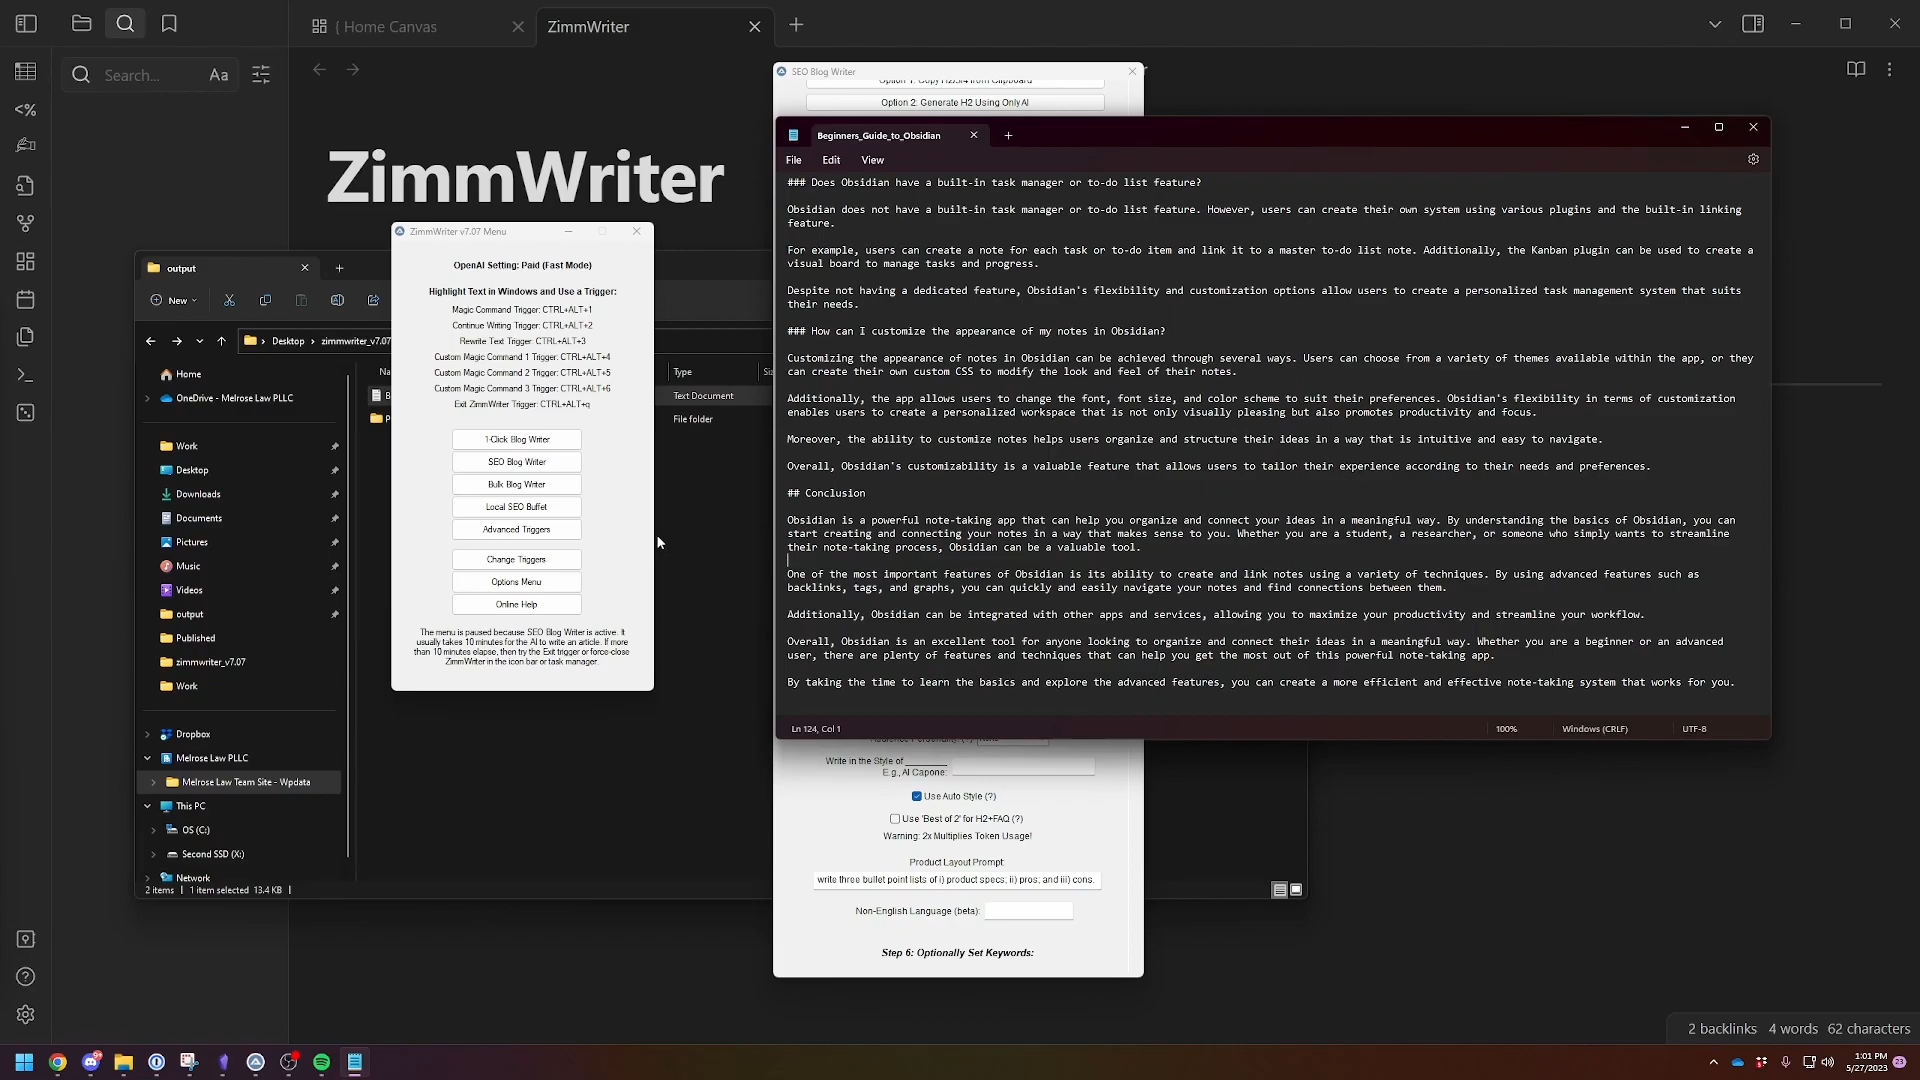 { Home Canvas
ZimmWriter
Search...
Aa
ZimmWriter
SEO Blog Writer
Option 1: Copy H2/3/4 from Clipboard
Option 2: Generate H2 Using Only AI
output
New
Desktop > zimmwriter_v7.07
Na
Type
Siz
Text Document
File folder
Home
OneDrive - Melrose Law PLLC
Work
Desktop
Downloads
Documents
Pictures
Music
Videos
output
Published
zimmwriter_v7.07
Work
Dropbox
Melrose Law PLLC
Melrose Law Team Site - Wpdata
This PC
OS (C:)
Second SSD (X:)
Network
2 items | 1 item selected 13.4 KB |
ZimmWriter v7.07 Menu
OpenAI Setting: Paid (Fast Mode)
Highlight Text in Windows and Use a Trigger:
Magic Command Trigger: CTRL+ALT+1
Continue Writing Trigger: CTRL+ALT+2
Rewrite Text Trigger: CTRL+ALT+3
Custom Magic Command 1 Trigger: CTRL+ALT+4
Custom Magic Command 2 Trigger: CTRL+ALT+5
Custom Magic Command 3 Trigger: CTRL+ALT+6
Exit ZimmWriter Trigger: CTRL+ALT+q
1-Click Blog Writer
SEO Blog Writer
Bulk Blog Writer
Local SEO Buffet
Advanced Triggers
Change Triggers
Options Menu
Online Help
The menu is paused because SEO Blog Writer is active. It
usually takes 10 minutes for the AI to write an article. If more
than 10 minutes elapse, then try the Exit trigger or force-close
ZimmWriter in the icon bar or task manager.
Beginners_Guide_to_Obsidian
File Edit View
### Does Obsidian have a built-in task manager or to-do list feature?
Obsidian does not have a built-in task manager or to-do list feature. However, users can create their own system using various plugins and the built-in linking
feature.
For example, users can create a note for each task or to-do item and link it to a master to-do list note. Additionally, the Kanban plugin can be used to create a
visual board to manage tasks and progress.
Despite not having a dedicated feature, Obsidian's flexibility and customization options allow users to create a personalized task management system that suits
their needs.
### How can I customize the appearance of my notes in Obsidian?
Customizing the appearance of notes in Obsidian can be achieved through several ways. Users can choose from a variety of themes available within the app, or they
can create their own custom CSS to modify the look and feel of their notes.
Additionally, the app allows users to change the font, font size, and color scheme to suit their preferences. Obsidian's flexibility in terms of customization
enables users to create a personalized workspace that is not only visually pleasing but also promotes productivity and focus.
Moreover, the ability to customize notes helps users organize and structure their ideas in a way that is intuitive and easy to navigate.
Overall, Obsidian's customizability is a valuable feature that allows users to tailor their experience according to their needs and preferences.
## Conclusion
Obsidian is a powerful note-taking app that can help you organize and connect your ideas in a meaningful way. By understanding the basics of Obsidian, you can
start creating and connecting your notes in a way that makes sense to you. Whether you are a student, a researcher, or someone who simply wants to streamline
their note-taking process, Obsidian can be a valuable tool.
One of the most important features of Obsidian is its ability to create and link notes using a variety of techniques. By using advanced features such as
backlinks, tags, and graphs, you can quickly and easily navigate your notes and find connections between them.
Additionally, Obsidian can be integrated with other apps and services, allowing you to maximize your productivity and streamline your workflow.
Overall, Obsidian is an excellent tool for anyone looking to organize and connect their ideas in a meaningful way. Whether you are a beginner or an advanced
user, there are plenty of features and techniques that can help you get the most out of this powerful note-taking app.
By taking the time to learn the basics and explore the advanced features, you can create a more efficient and effective note-taking system that works for you.
Ln 124, Col 1
100%
Windows (CRLF)
UTF-8
Audience Personality: (?)
Write in the Style of ________
E.g., Al Capone:
Use Auto Style (?)
Use 'Best of 2' for H2+FAQ (?)
Warning: 2x Multiplies Token Usage!
Product Layout Prompt:
write three bullet point lists of i) product specs; ii) pros; and iii) cons.
Non-English Language (beta):
Step 6: Optionally Set Keywords:
2 backlinks 4 words 62 characters
1:01 PM
5/27/2023
23